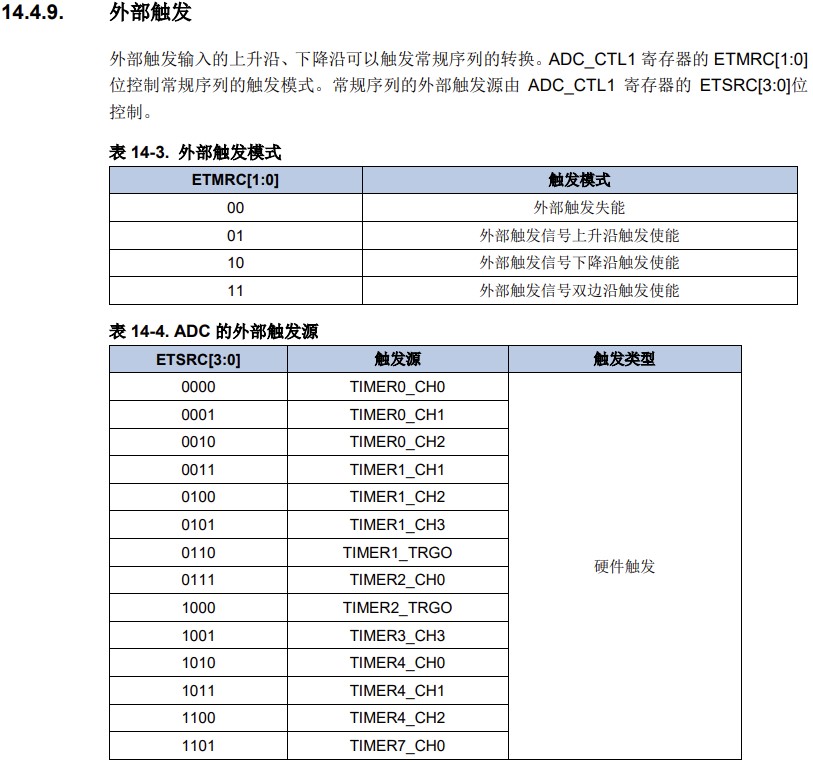 14.4.9. 外部触发
外部触发输入的上升沿、下降沿可以触发常规序列的转换。ADC_CTL1 寄存器的 ETMRC[1:0]
位控制常规序列的触发模式。常规序列的外部触发源由 ADC_CTL1 寄存器的 ETSRC[3:0]位
控制。
表 14-3. 外部触发模式
ETMRC[1:0] 触发模式
00 外部触发失能
01 外部触发信号上升沿触发使能
10 外部触发信号下降沿触发使能
11 外部触发信号双边沿触发使能
表 14-4. ADC 的外部触发源
ETSRC[3:0] 触发源 触发类型
0000 TIMER0_CH0
0001 TIMER0_CH1
0010 TIMER0_CH2
0011 TIMER1_CH1
0100 TIMER1_CH2
0101 TIMER1_CH3
0110 TIMER1_TRGO
硬件触发
0111 TIMER2_CH0
1000 TIMER2_TRGO
1001 TIMER3_CH3
1010 TIMER4_CH0
1011 TIMER4_CH1
1100 TIMER4_CH2
1101 TIMER7_CH0